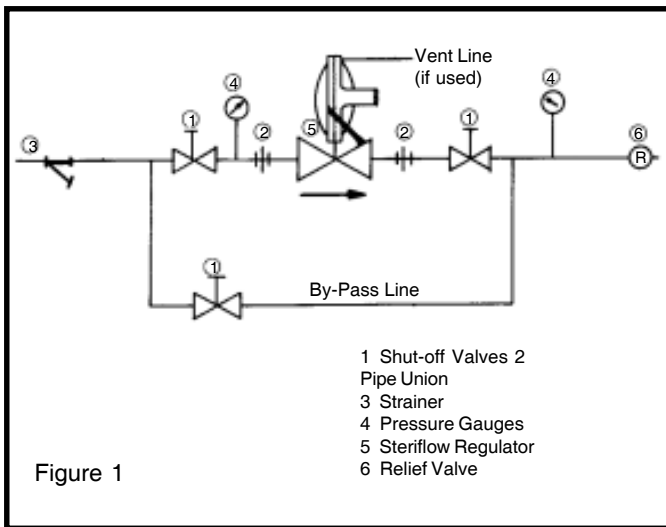 Vent Line
(if used)
4
4
1
2
5
2
1
3
6
R
1
By-Pass Line
1 Shut-off Valves 2
Pipe Union
3 Strainer
4 Pressure Gauges
5 Steriflow Regulator
6 Relief Valve
Figure 1